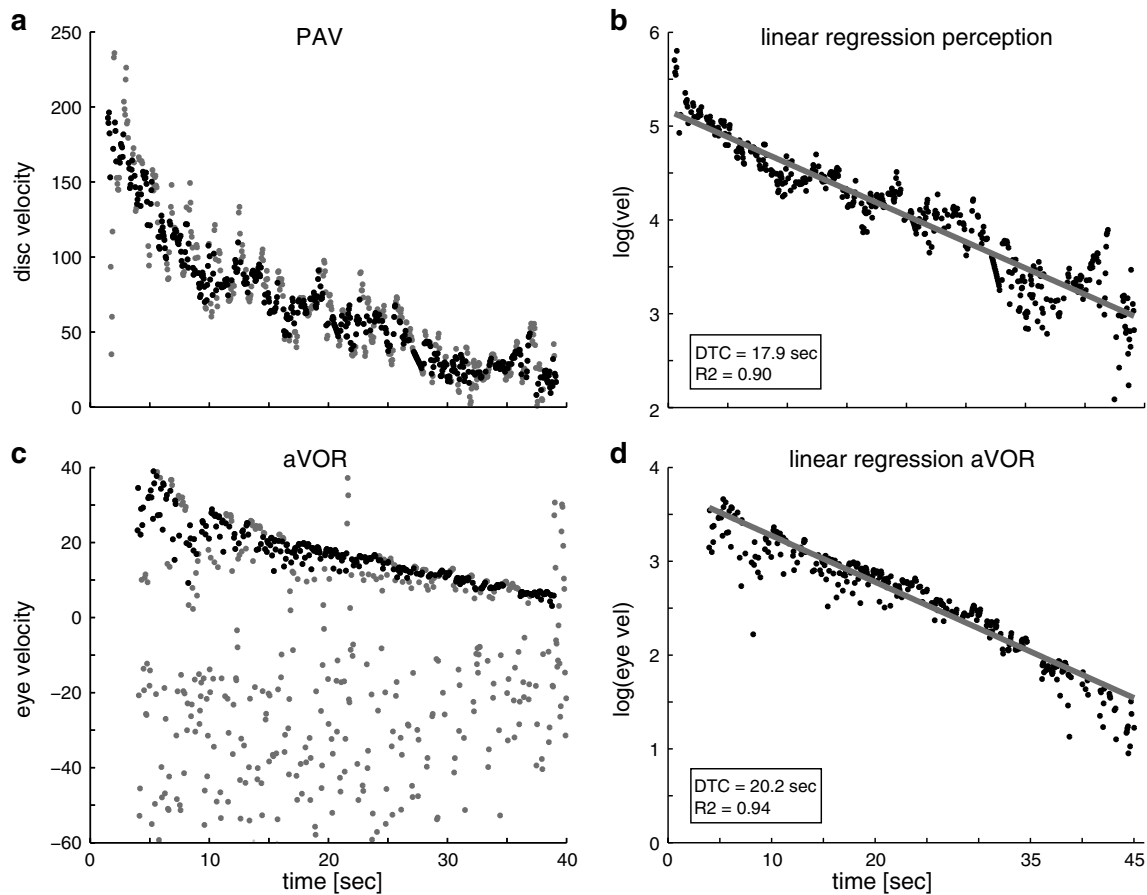 a
PAV
250
200
150
100
50
0
disc velocity
b
linear regression perception
6
5
4
3
2
log(vel)
DTC = 17.9 sec
R2 = 0.90
c
aVOR
40
20
0
−20
−40
−60
eye velocity
0 10 20 30 40
time [sec]
d
linear regression aVOR
4
3
2
1
0
log(eye vel)
DTC = 20.2 sec
R2 = 0.94
0 10 20 35 45
time [sec]